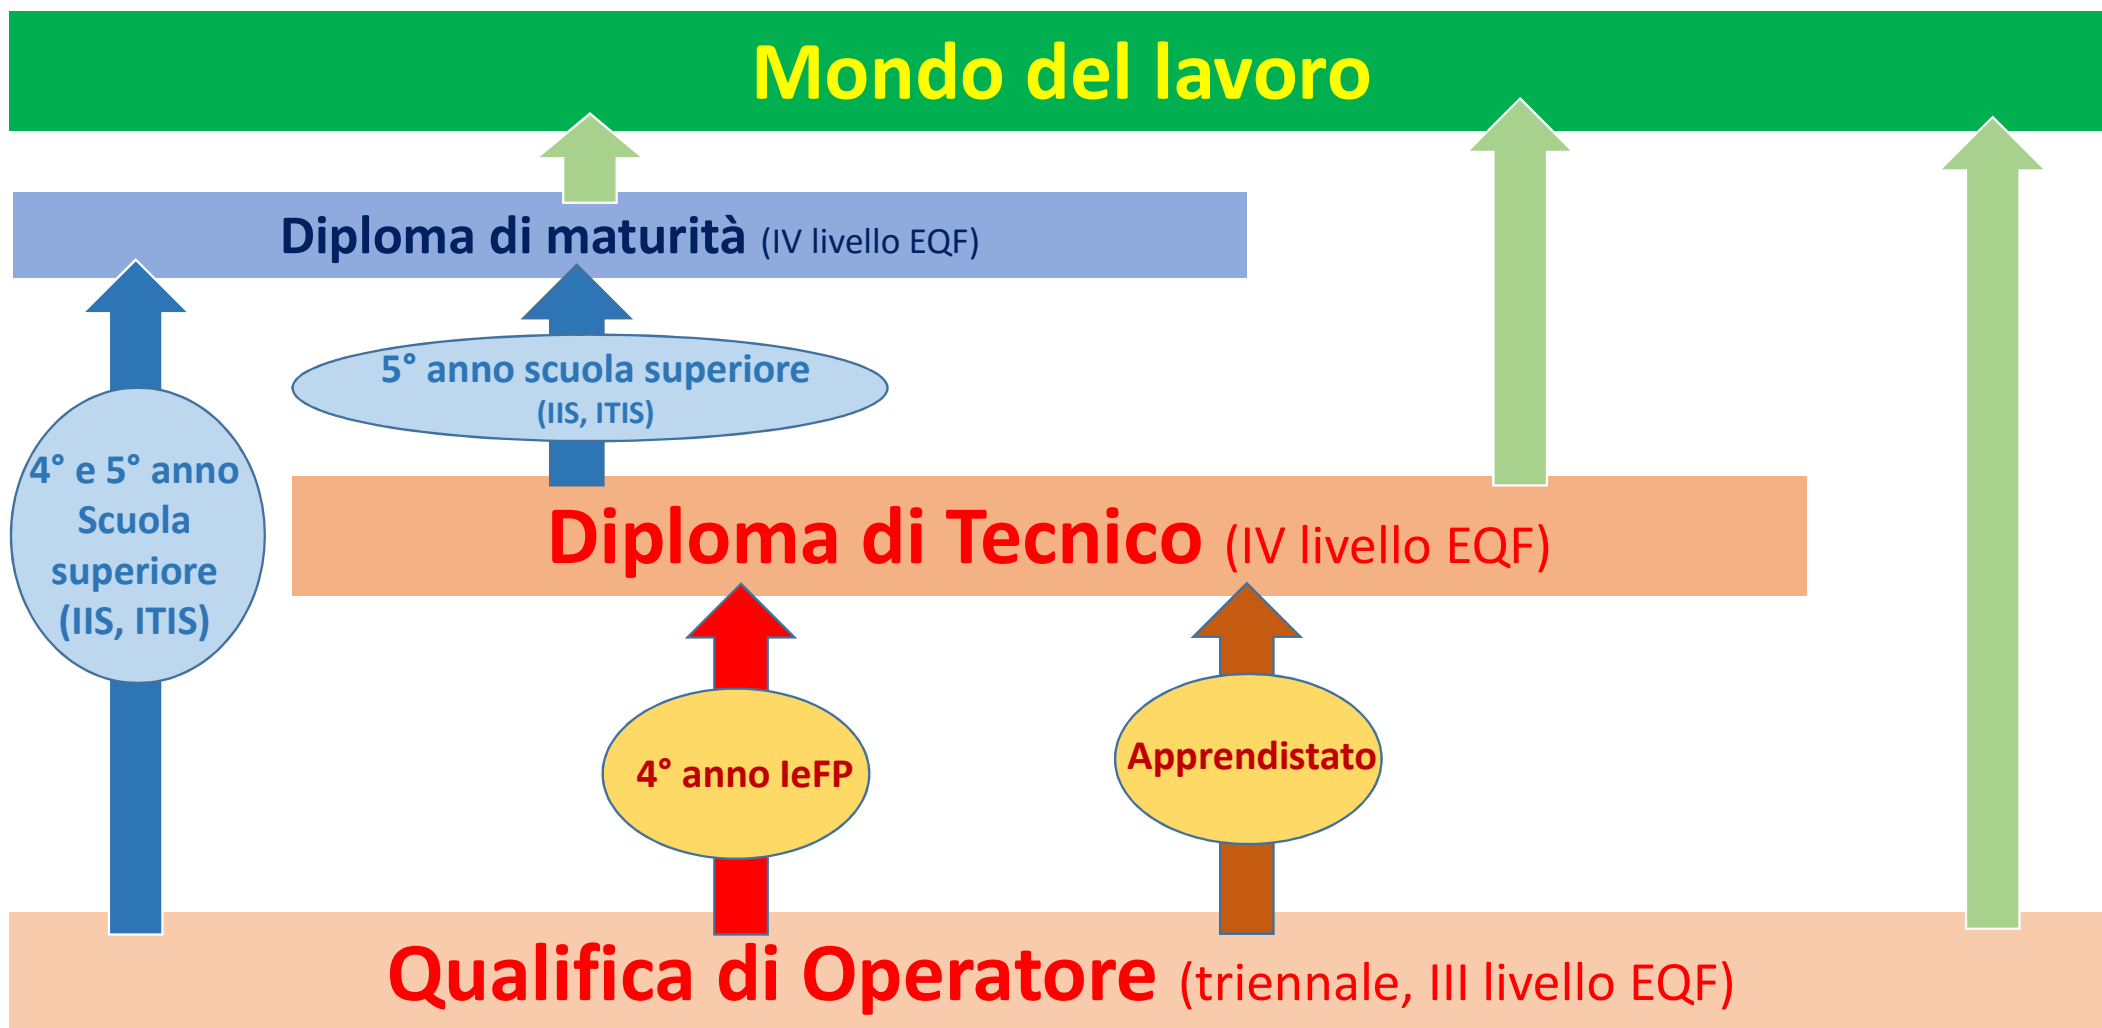 Mondo del lavoro
Diploma di maturità (IV livello EQF)
5° anno scuola superiore
(IIS, ITIS)
4° e 5° anno
Scuola
superiore
(IIS, ITIS)
Diploma di Tecnico (IV livello EQF)
4° anno IeFP
Apprendistato
Qualifica di Operatore (triennale, III livello EQF)